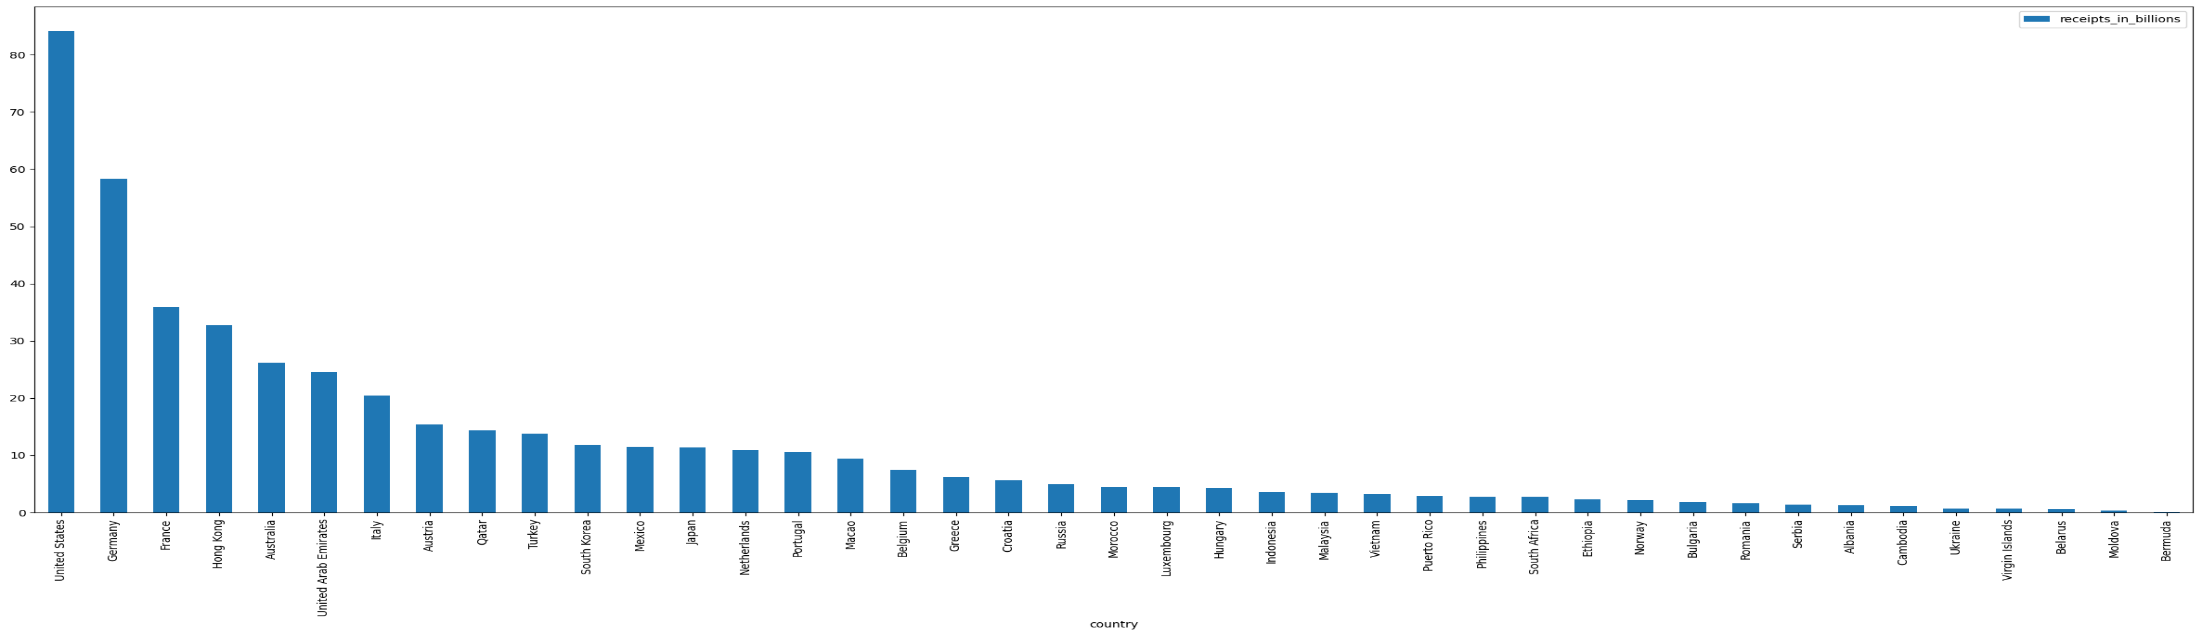 receipts_in_billions
80
70
60
50
40
30
20
10
0
United States
Germany
France
Hong Kong
Australia
United Arab Emirates
Italy
Austria
Qatar
Turkey
South Korea
Mexico
Japan
Netherlands
Portugal
Macao
Belgium
Greece
Croatia
Russia
Morocco
Luxembourg
Hungary
Indonesia
Malaysia
Vietnam
Puerto Rico
Philippines
South Africa
Ethiopia
Norway
Bulgaria
Romania
Serbia
Albania
Cambodia
Ukraine
Virgin Islands
Belarus
Moldova
Bermuda
country